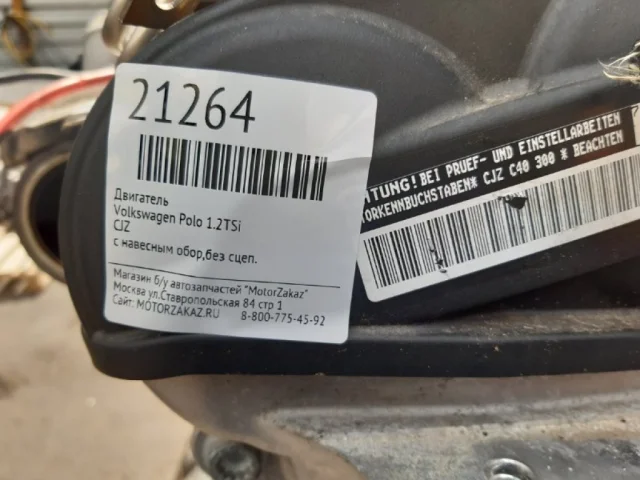 21264
Двигатель
Volkswagen Polo 1.2TSi
CJZ
с навесным обор,без сцеп.
Магазин б/у автозапчастей "MotorZakaz"
Москва ул.Ставропольская 84 стр 1
Сайт: MOTORZAKAZ.RU 8-800-775-45-92
TUNG! BEI PRUEF- UND EINSTELLARBEITEN
ORKENNBUCHSTABEN* CJZ C40 300 * BEACHTEN